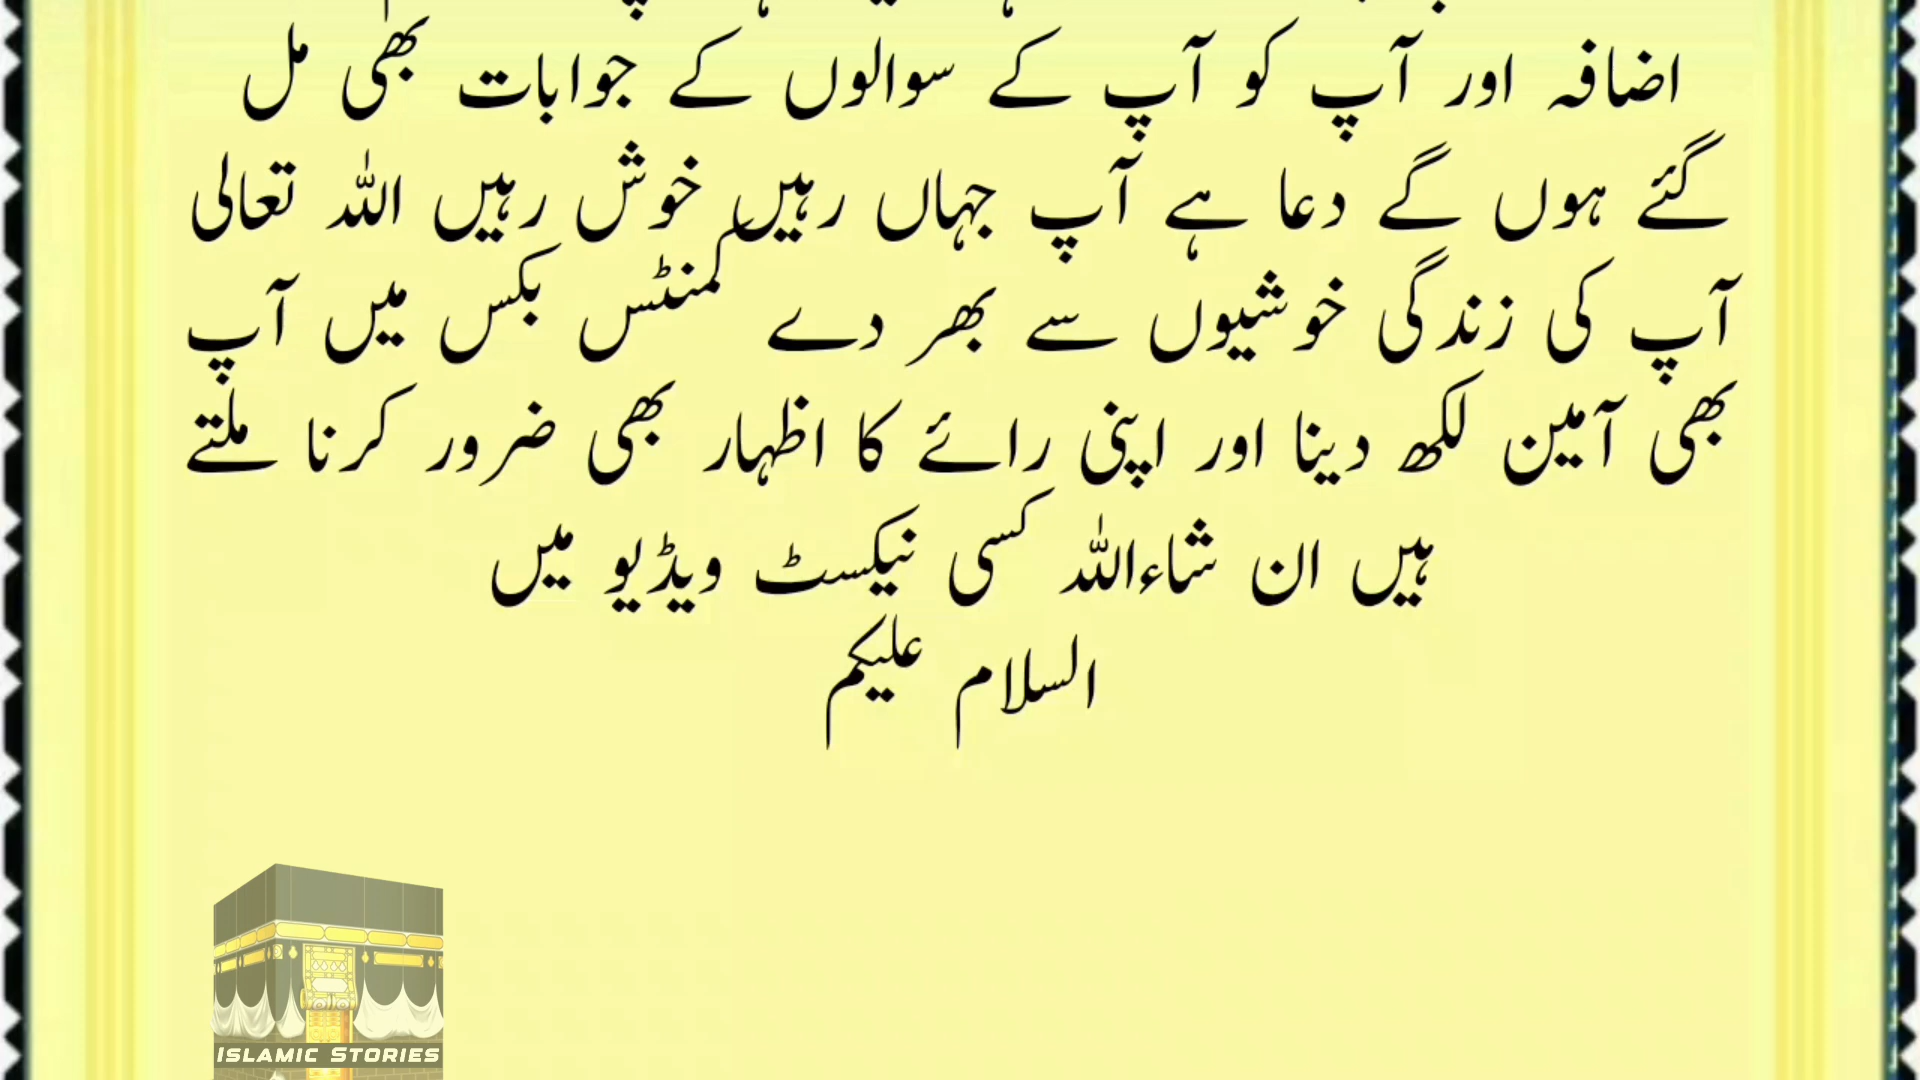 اضافہ اور آپ کو آپ کے سوالوں کے جوابات بھی مل
گئے ہوں گے دعا ہے آپ جہاں رہیں خوش رہیں اللہ تعالی
آپ کی زندگی خوشیوں سے بھر دے کمنٹس بکس میں آپ
بھی آمین لکھ دینا اور اپنی رائے کا اظہار بھی ضرور کرنا ملتے
ہیں ان شاءاللہ کسی نیکسٹ ویڈیو میں
السلام علیکم
ISLAMIC STORIES